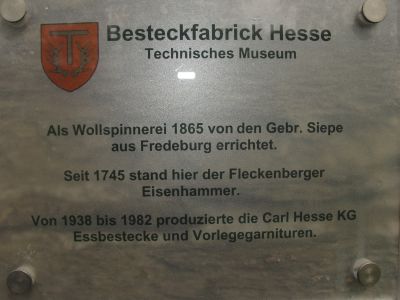 T
Besteckfabrick Hesse
Technisches Museum
Als Wollspinnerei 1865 von den Gebr. Siepe
aus Fredeburg errichtet.
Seit 1745 stand hier der Fleckenberger
Eisenhammer.
Von 1938 bis 1982 produzierte die Carl Hesse KG
Essbestecke und Vorlegegarnituren.